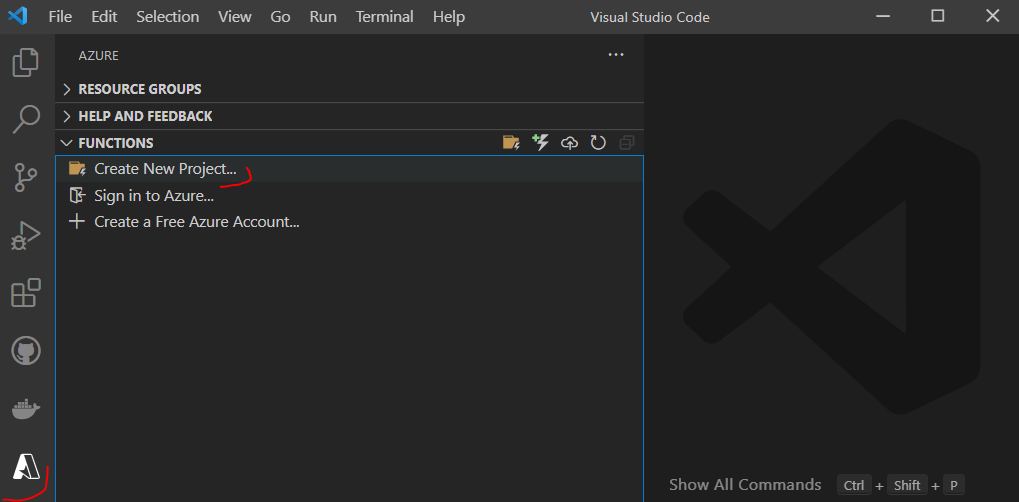 File Edit Selection View Go Run Terminal Help Visual Studio Code
AZURE
RESOURCE GROUPS
HELP AND FEEDBACK
FUNCTIONS
Create New Project...
Sign in to Azure...
Create a Free Azure Account...
Show All Commands Ctrl + Shift + P